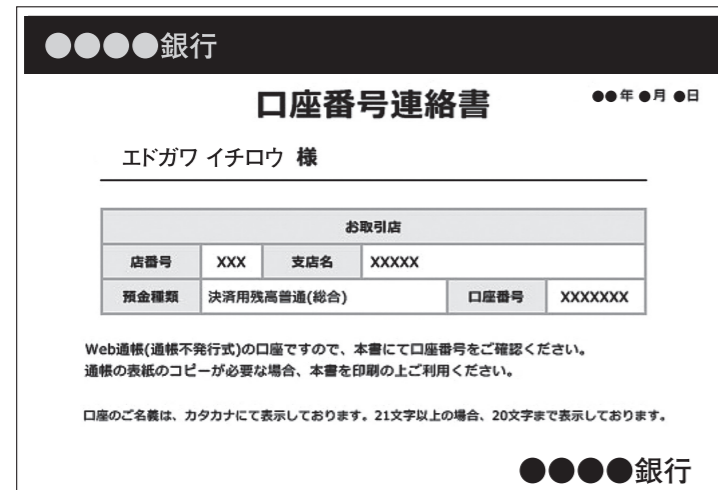 ●●●●銀行
口座番号連絡書
●●年 ●月 ●日
エドガワ イチロウ 様
お取引店
店番号 XXX 支店名 XXXXX
預金種類 決済用残高普通(総合) 口座番号 XXXXXXX
Web通帳(通帳不発行式)の口座ですので、本書にて口座番号をご確認ください。
通帳の表紙のコピーが必要な場合、本書を印刷の上ご利用ください。
口座のご名義は、カタカナにて表示しております。21文字以上の場合、20文字まで表示しております。
●●●●銀行